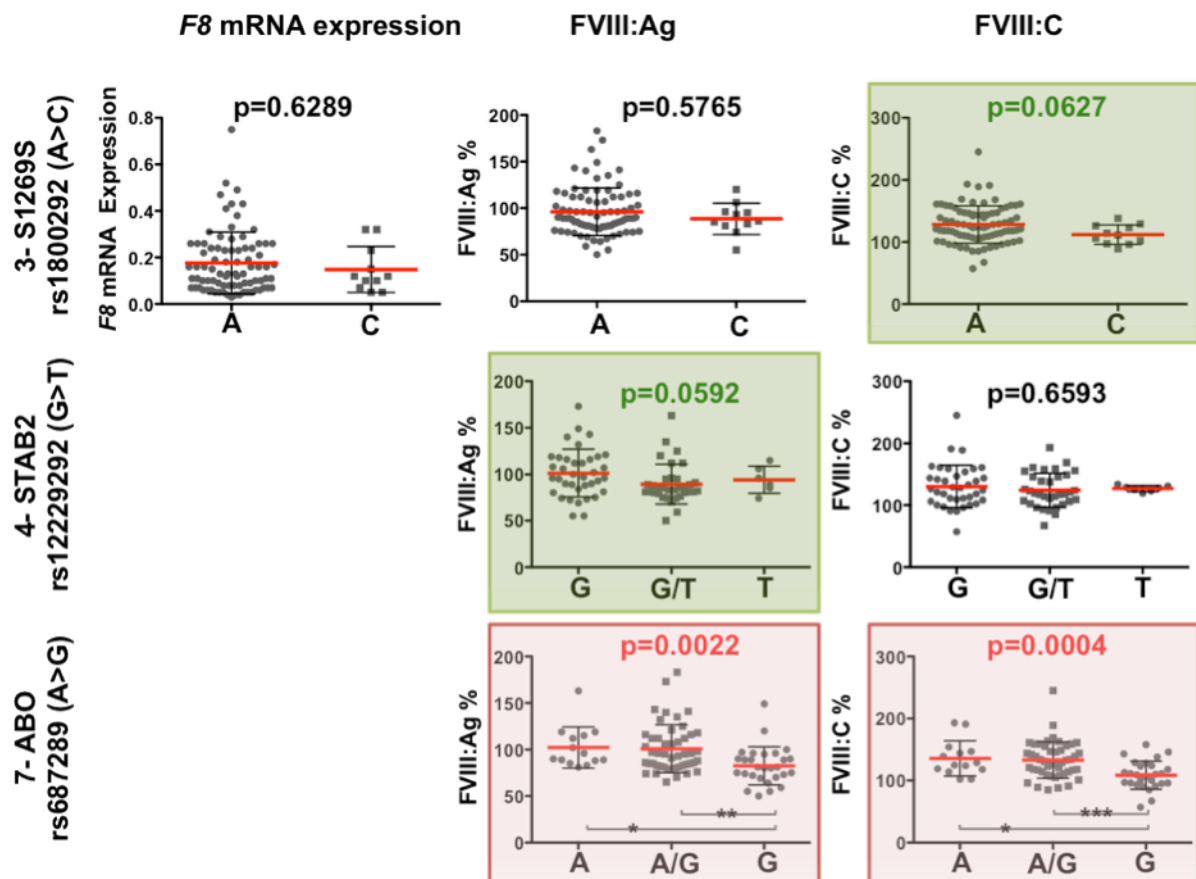 F8 mRNA expression
FVIII:Ag
FVIII:C
3- S1269S
rs1800292 (A>C)
F8 mRNA Expression
p=0.6289
0.8
0.6
0.4
0.2
0.0
A
C
FVIII:Ag %
p=0.5765
200
150
100
50
0
A
C
FVIII:C %
p=0.0627
300
200
100
0
A
C
4- STAB2
rs12229292 (G>T)
FVIII:Ag %
p=0.0592
200
150
100
50
0
G
G/T
T
FVIII:C %
p=0.6593
300
200
100
0
G
G/T
T
7- ABO
rs687289 (A>G)
FVIII:Ag %
p=0.0022
200
150
100
50
0
*
**
A
A/G
G
FVIII:C %
p=0.0004
300
200
100
0
*
***
A
A/G
G